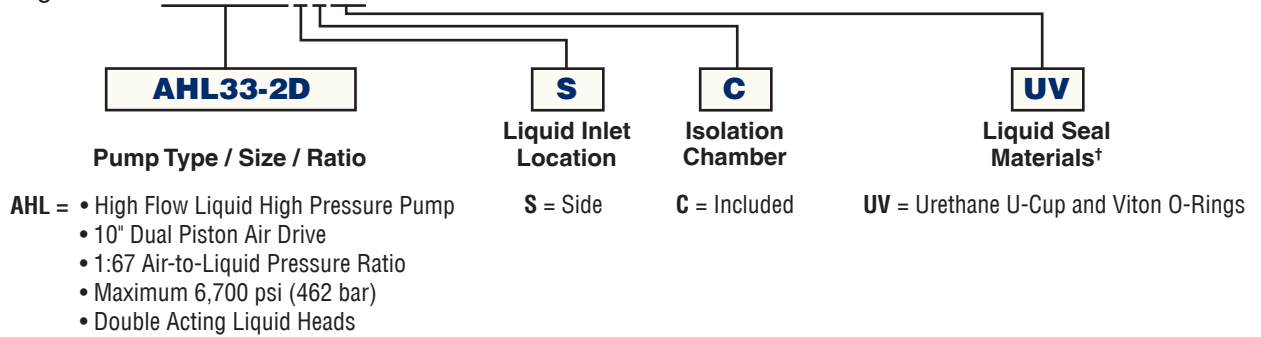 AHL33-2D S C UV
Pump Type / Size / Ratio
Liquid Inlet
Location
Isolation
Chamber
Liquid Seal
Materials†
AHL = • High Flow Liquid High Pressure Pump
• 10" Dual Piston Air Drive
• 1:67 Air-to-Liquid Pressure Ratio
• Maximum 6,700 psi (462 bar)
• Double Acting Liquid Heads
S = Side
C = Included
UV = Urethane U-Cup and Viton O-Rings